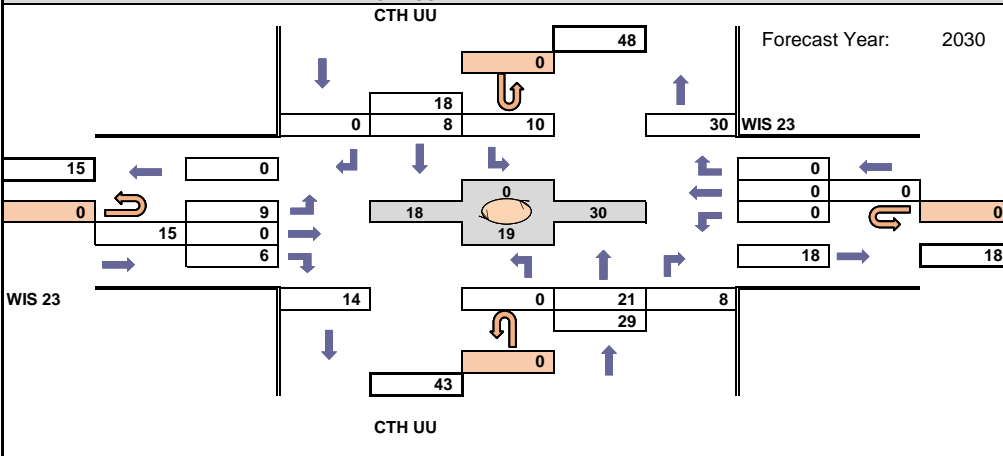 CTH UU
48
Forecast Year: 2030
0
18
0 8 10 30 WIS 23
15 0 0
0 0 0
0 9 18 30 0 0
15 0 19
6 18 18
WIS 23 14 0 21 8
29
0
43
CTH UU